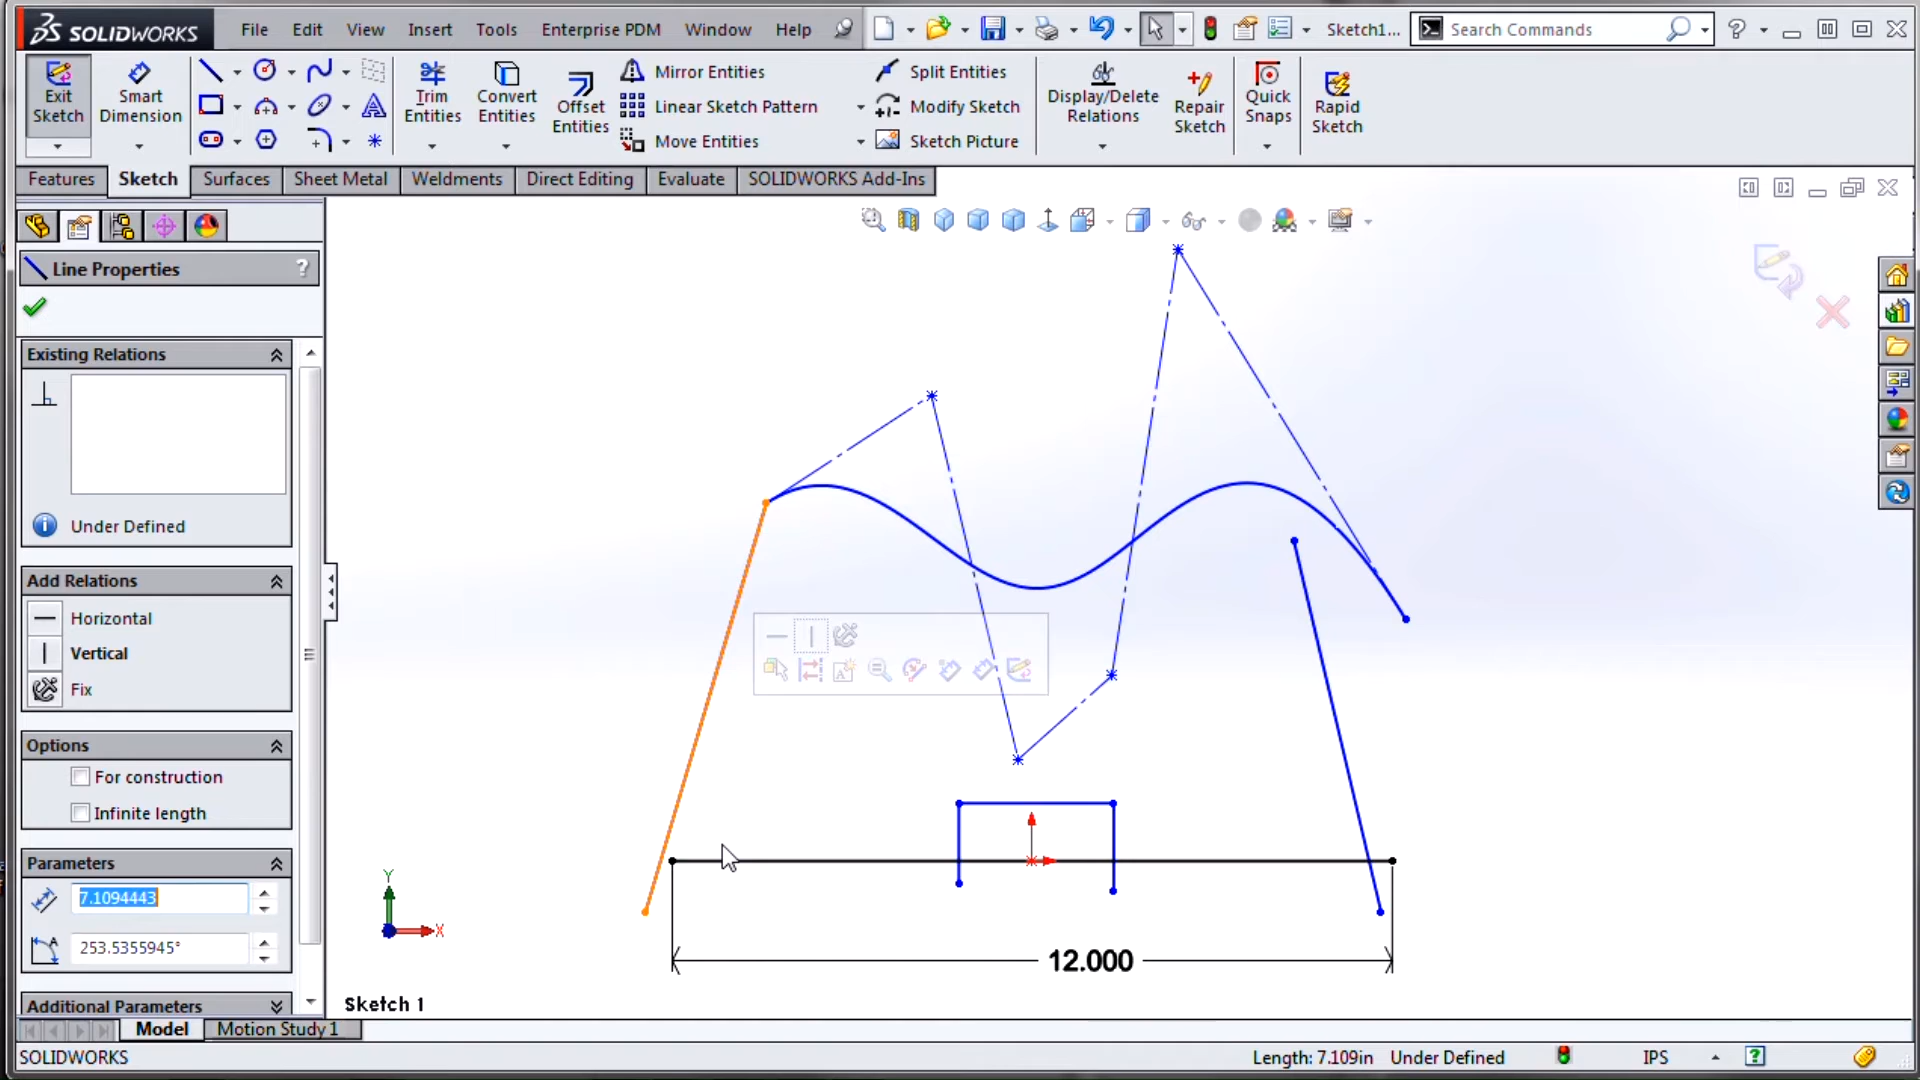 SOLIDWORKS File Edit View Insert Tools Enterprise PDM Window Help Sketch1... Search Commands ?
Exit Sketch
Smart Dimension
Trim Entities
Convert Entities
Offset Entities
Mirror Entities
Linear Sketch Pattern
Move Entities
Split Entities
Modify Sketch
Sketch Picture
Display/Delete Relations
Repair Sketch
Quick Snaps
Rapid Sketch
Features Sketch Surfaces Sheet Metal Weldments Direct Editing Evaluate SOLIDWORKS Add-Ins
Line Properties ?
Existing Relations
Under Defined
Add Relations
Horizontal
Vertical
Fix
Options
For construction
Infinite length
Parameters
7.1094443
253.5355945°
Additional Parameters
Y
X
12.000
Sketch 1
Model Motion Study 1
SOLIDWORKS Length: 7.109in Under Defined IPS ?